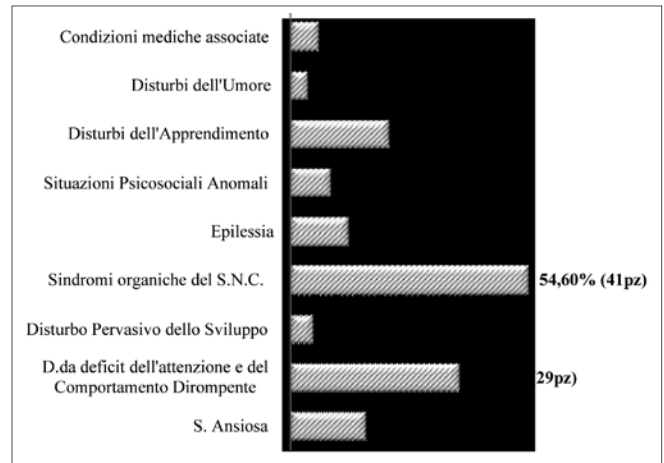 Condizioni mediche associate
Disturbi dell'Umore
Disturbi dell'Apprendimento
Situazioni Psicosociali Anomali
Epilessia
Sindromi organiche del S.N.C.
54,60% (41pz)
Disturbo Pervasivo dello Sviluppo
D.da deficit dell'attenzione e del
Comportamento Dirompente
29pz)
S. Ansiosa